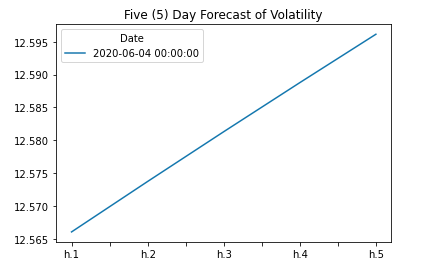 Five (5) Day Forecast of Volatility
Date
2020-06-04 00:00:00
12.595
12.590
12.585
12.580
12.575
12.570
12.565
h.1
h.2
h.3
h.4
h.5